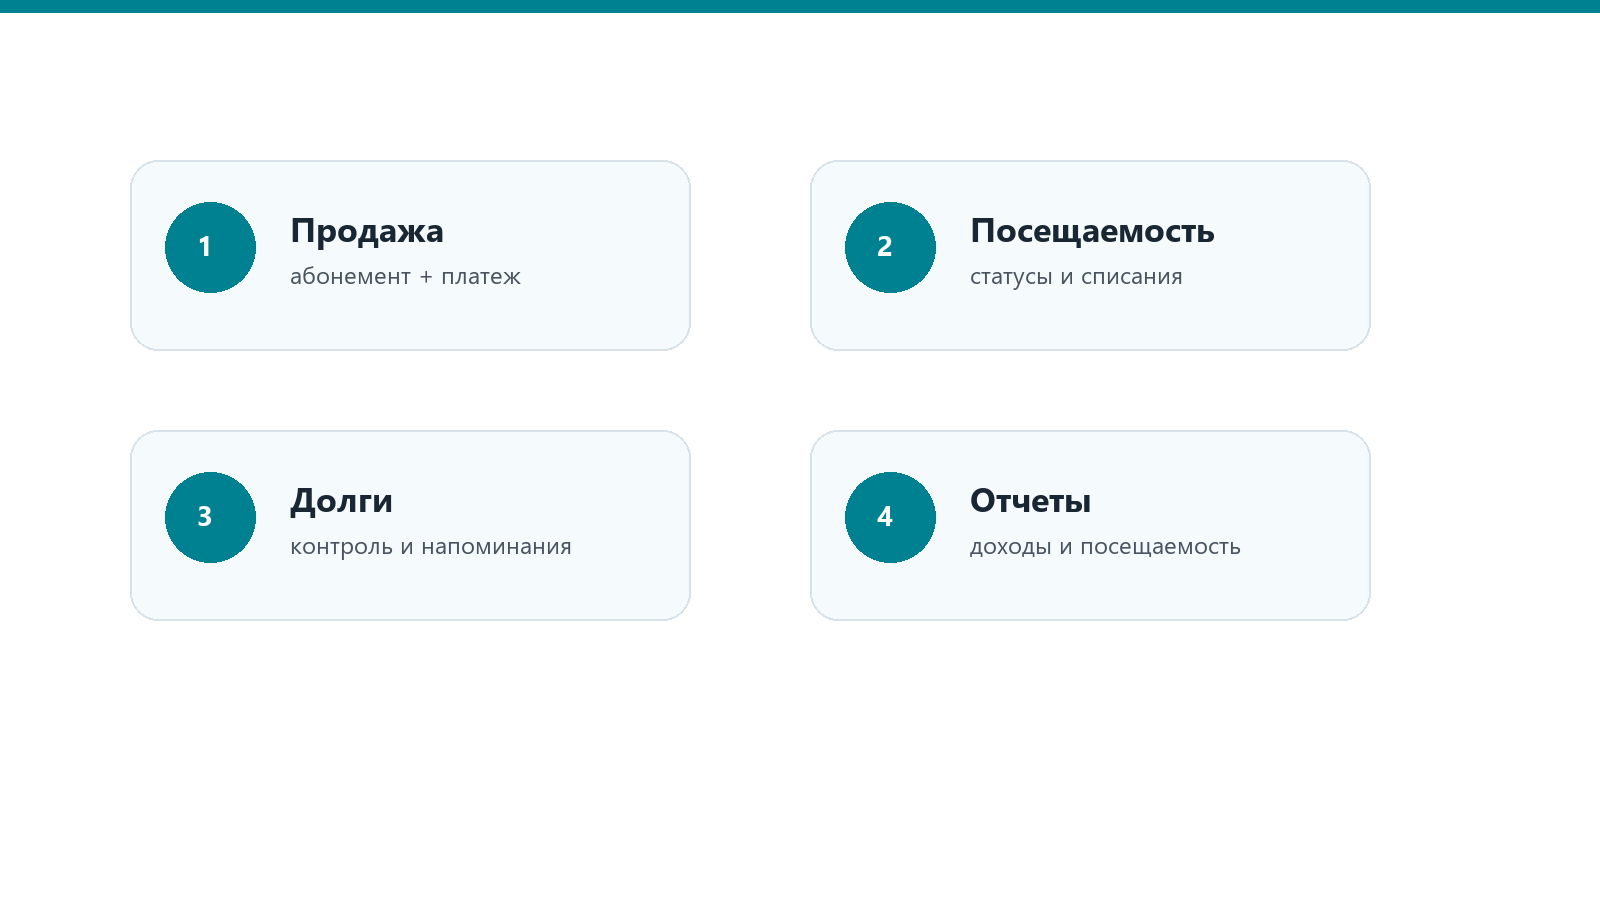 1
Продажа
абонемент + платеж
2
Посещаемость
статусы и списания
3
Долги
контроль и напоминания
4
Отчеты
доходы и посещаемость